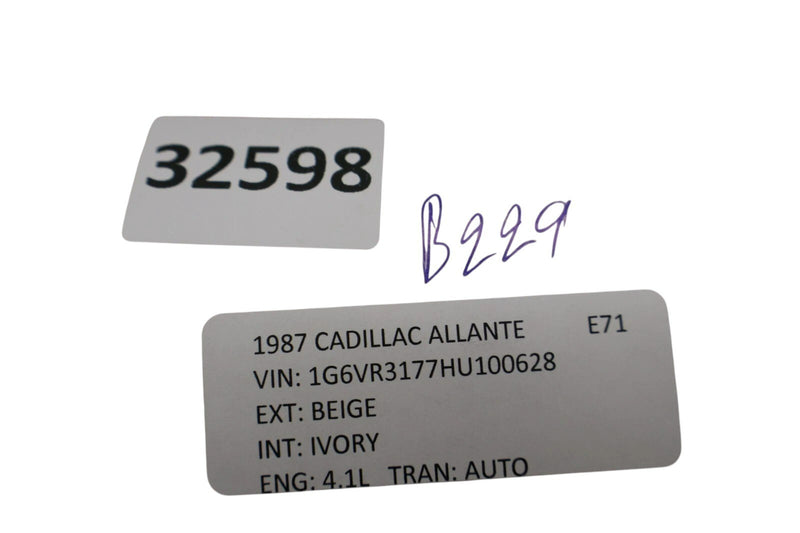 32598
B229
1987 CADILLAC ALLANTE E71
VIN: 1G6VR3177HU100628
EXT: BEIGE
INT: IVORY
ENG: 4.1L TRAN: AUTO